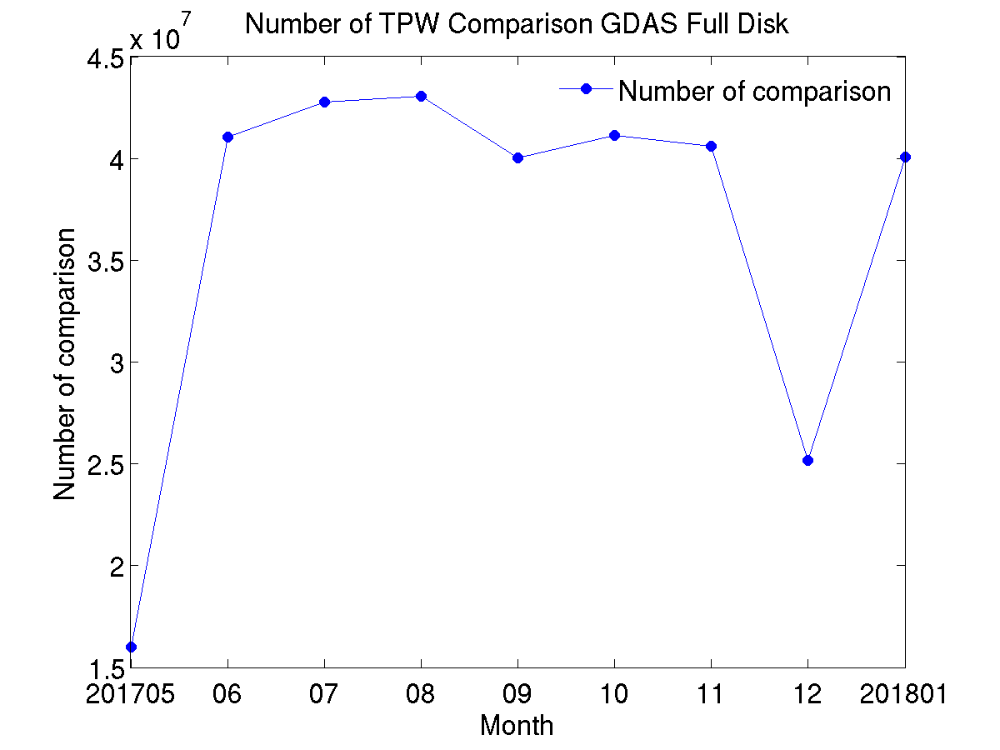 Number of TPW Comparison GDAS Full Disk
x 10^7
Number of comparison
4.5
4
3.5
3
2.5
2
1.5
Number of comparison
201705 06 07 08 09 10 11 12 201801
Month